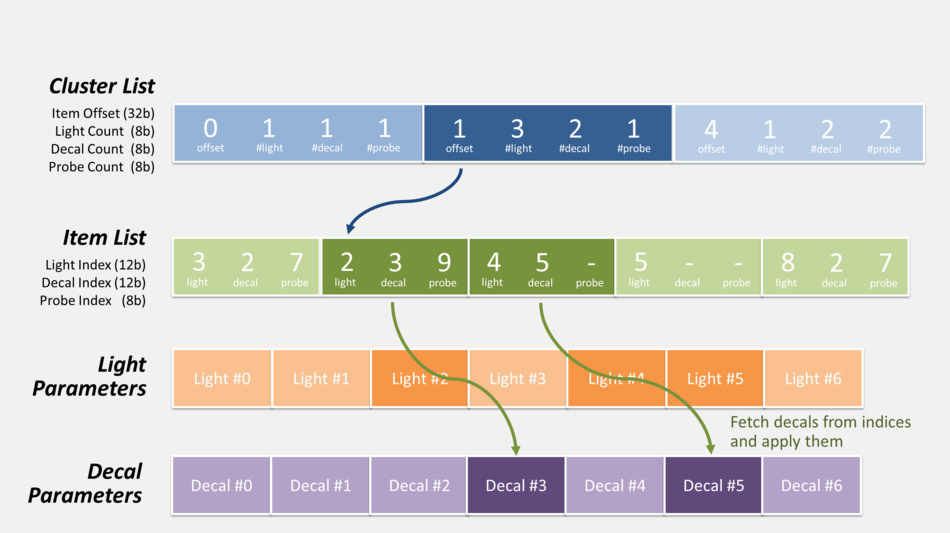 Cluster List
Item Offset (32b)
Light Count (8b)
Decal Count (8b)
Probe Count (8b)
0 1 1 1 1 3 2 1 4 1 2 2
offset #light #decal #probe offset #light #decal #probe offset #light #decal #probe
Item List
Light Index (12b)
Decal Index (12b)
Probe Index (8b)
3 2 7 2 3 9 4 5 - 5 - - 8 2 7
light decal probe light decal probe light decal probe light decal probe light decal probe
Light
Parameters
Light #0 Light #1 Light #2 Light #3 Light #4 Light #5 Light #6
Fetch decals from indices
and apply them
Decal
Parameters
Decal #0 Decal #1 Decal #2 Decal #3 Decal #4 Decal #5 Decal #6